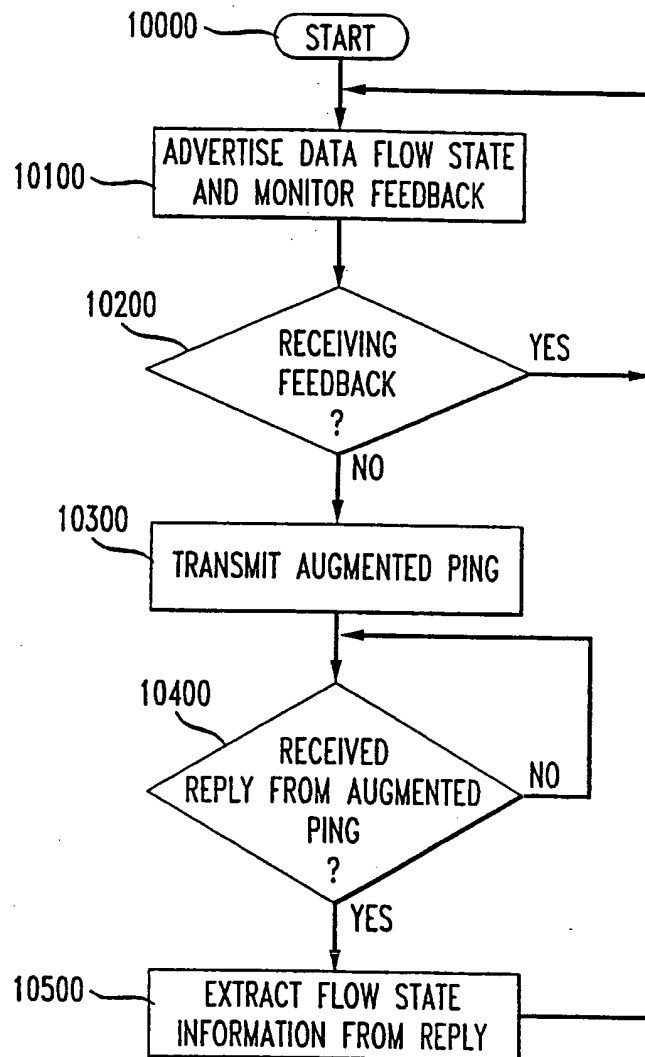 10000
START
10100
ADVERTISE DATA FLOW STATE
AND MONITOR FEEDBACK
10200
RECEIVING
FEEDBACK
?
YES
NO
10300
TRANSMIT AUGMENTED PING
10400
RECEIVED
REPLY FROM AUGMENTED
PING
?
NO
YES
10500
EXTRACT FLOW STATE
INFORMATION FROM REPLY